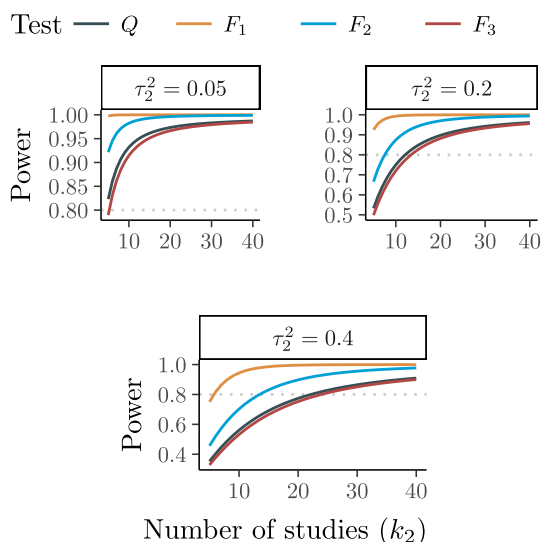 Test Q F₁ F₂ F₃
τ₂² = 0.05
τ₂² = 0.2
Power
1.00
0.95
0.90
0.85
0.80
10 20 30 40
1.0
0.9
0.8
0.7
0.6
0.5
10 20 30 40
τ₂² = 0.4
Power
1.0
0.8
0.6
0.4
10 20 30 40
Number of studies (k₂)